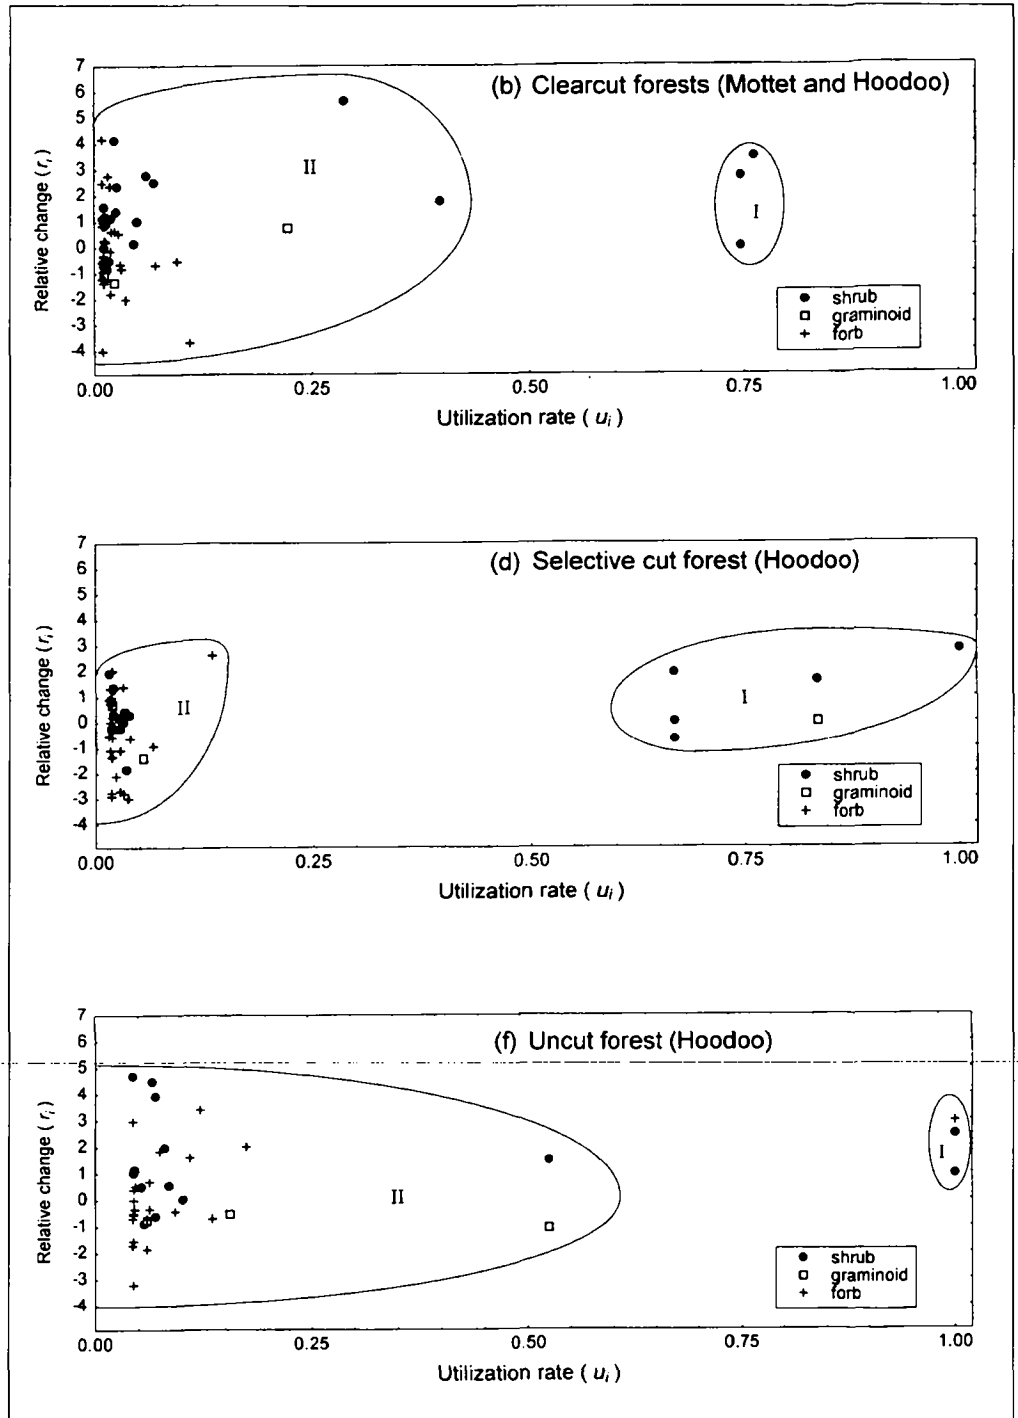 (b) Clearcut forests (Mottet and Hoodoo)
Relative change (rᵢ)
7
6
5
4
3
2
1
0
-1
-2
-3
-4
II
I
shrub
graminoid
forb
0.00 0.25 0.50 0.75 1.00
Utilization rate (uᵢ)
(d) Selective cut forest (Hoodoo)
Relative change (rᵢ)
7
6
5
4
3
2
1
0
-1
-2
-3
-4
II
I
shrub
graminoid
forb
0.00 0.25 0.50 0.75 1.00
Utilization rate (uᵢ)
(f) Uncut forest (Hoodoo)
Relative change (rᵢ)
7
6
5
4
3
2
1
0
-1
-2
-3
-4
II
I
shrub
graminoid
forb
0.00 0.25 0.50 0.75 1.00
Utilization rate (uᵢ)